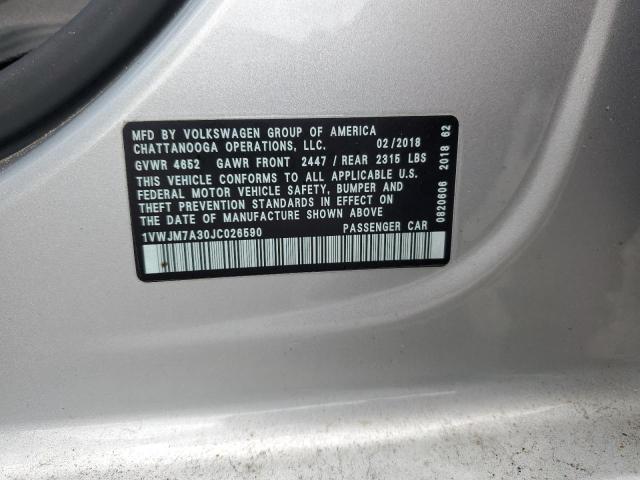 MFD BY VOLKSWAGEN GROUP OF AMERICA
CHATTANOOGA OPERATIONS, LLC. 02/2018
GVWR 4652 GAWR FRONT 2447 / REAR 2315 LBS
THIS VEHICLE CONFORMS TO ALL APPLICABLE U.S.
FEDERAL MOTOR VEHICLE SAFETY, BUMPER AND
THEFT PREVENTION STANDARDS IN EFFECT ON
THE DATE OF MANUFACTURE SHOWN ABOVE
1VWJM7A30JC026590 PASSENGER CAR
0820606 2018 62